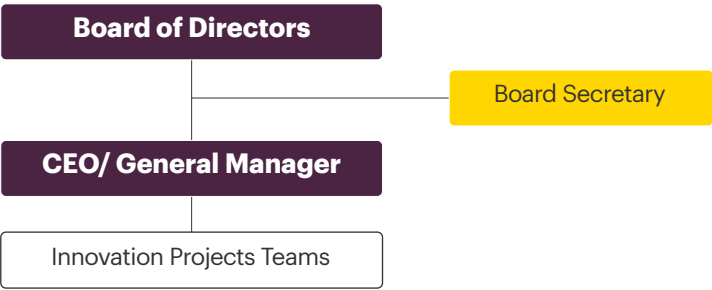 Board of Directors
Board Secretary
CEO/ General Manager
Innovation Projects Teams